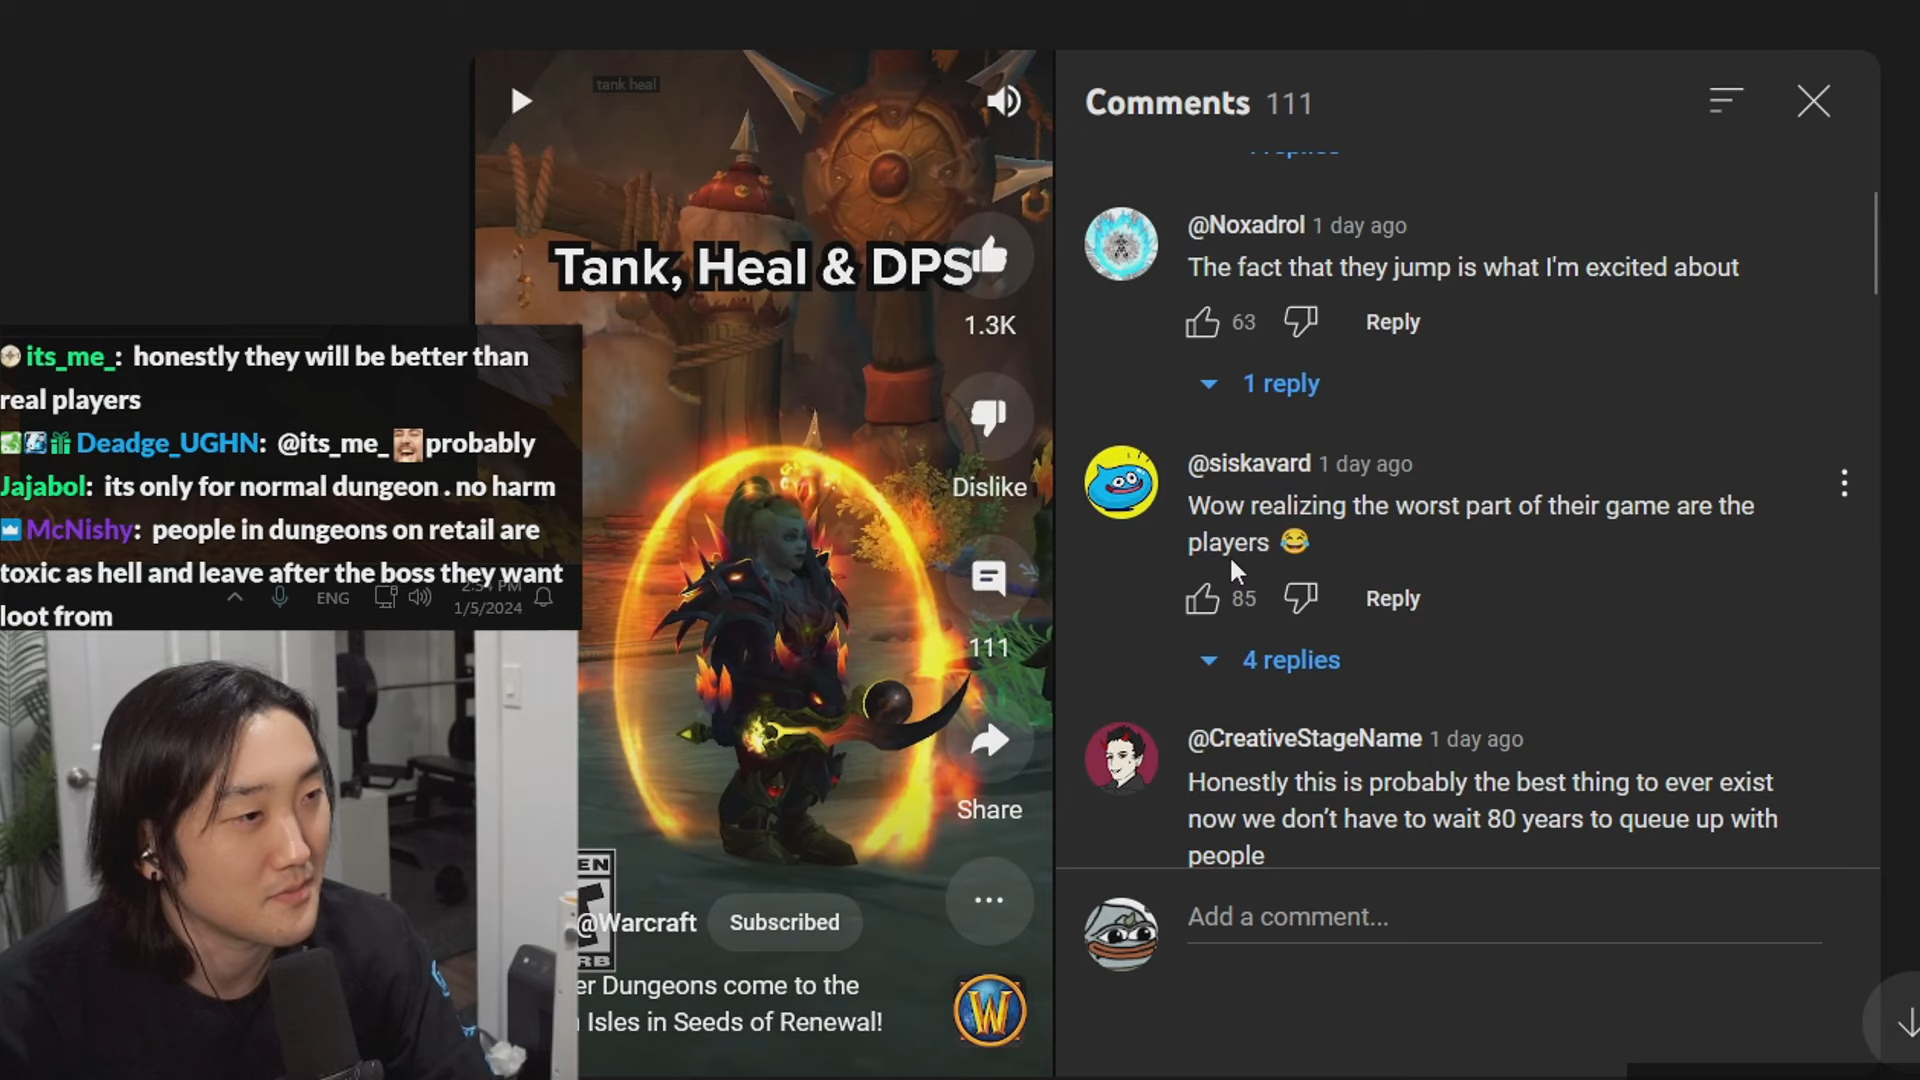 tank heal
Tank, Heal & DPS
1.3K
Dislike
111
Share
@Warcraft
Subscribed
er Dungeons come to the
Isles in Seeds of Renewal!
EN
RB
its_me_: honestly they will be better than
real players
Deadge_UGHN: @its_me_ probably
Jajabol: its only for normal dungeon . no harm
McNishy: people in dungeons on retail are
toxic as hell and leave after the boss they want
loot from
ENG
1/5/2024
Comments 111
@Noxadrol 1 day ago
The fact that they jump is what I'm excited about
63
Reply
1 reply
@siskavard 1 day ago
Wow realizing the worst part of their game are the
players 😂
85
Reply
4 replies
@CreativeStageName 1 day ago
Honestly this is probably the best thing to ever exist
now we don’t have to wait 80 years to queue up with
people
Add a comment...
W